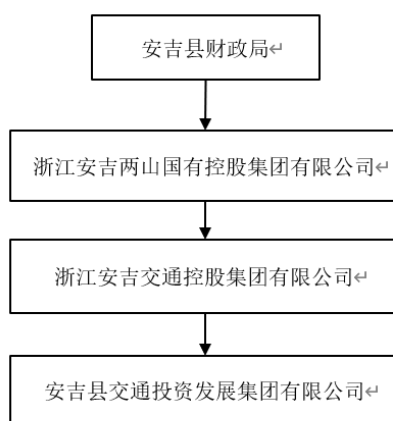 安吉县财政局↵
浙江安吉两山国有控股集团有限公司↵
浙江安吉交通控股集团有限公司↵
安吉县交通投资发展集团有限公司↵